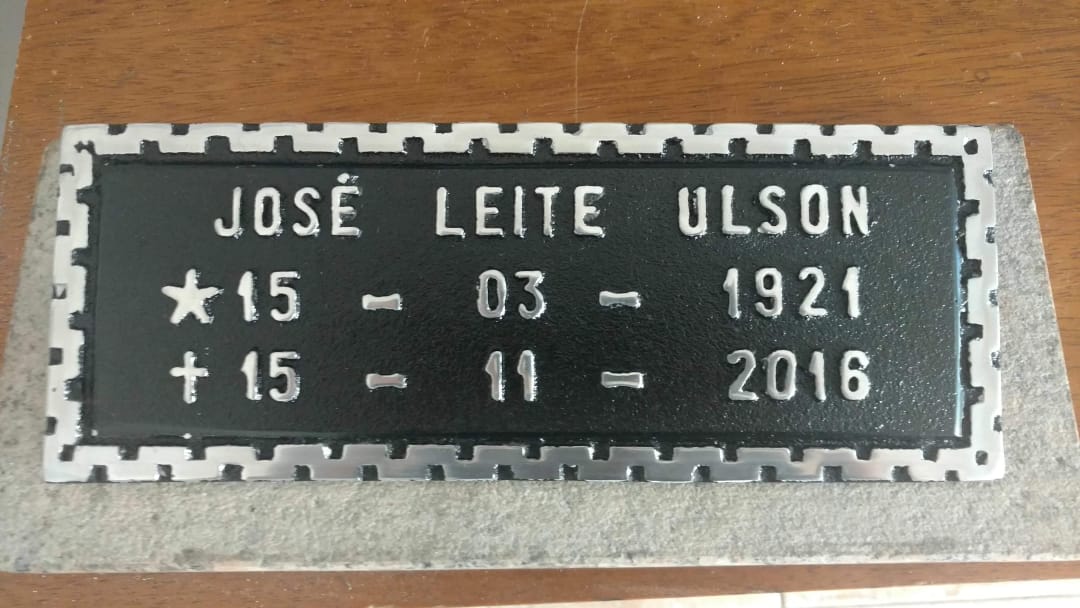 JOSÉ LEITE ULSON
★ 15 - 03 - 1921
✝ 15 - 11 - 2016